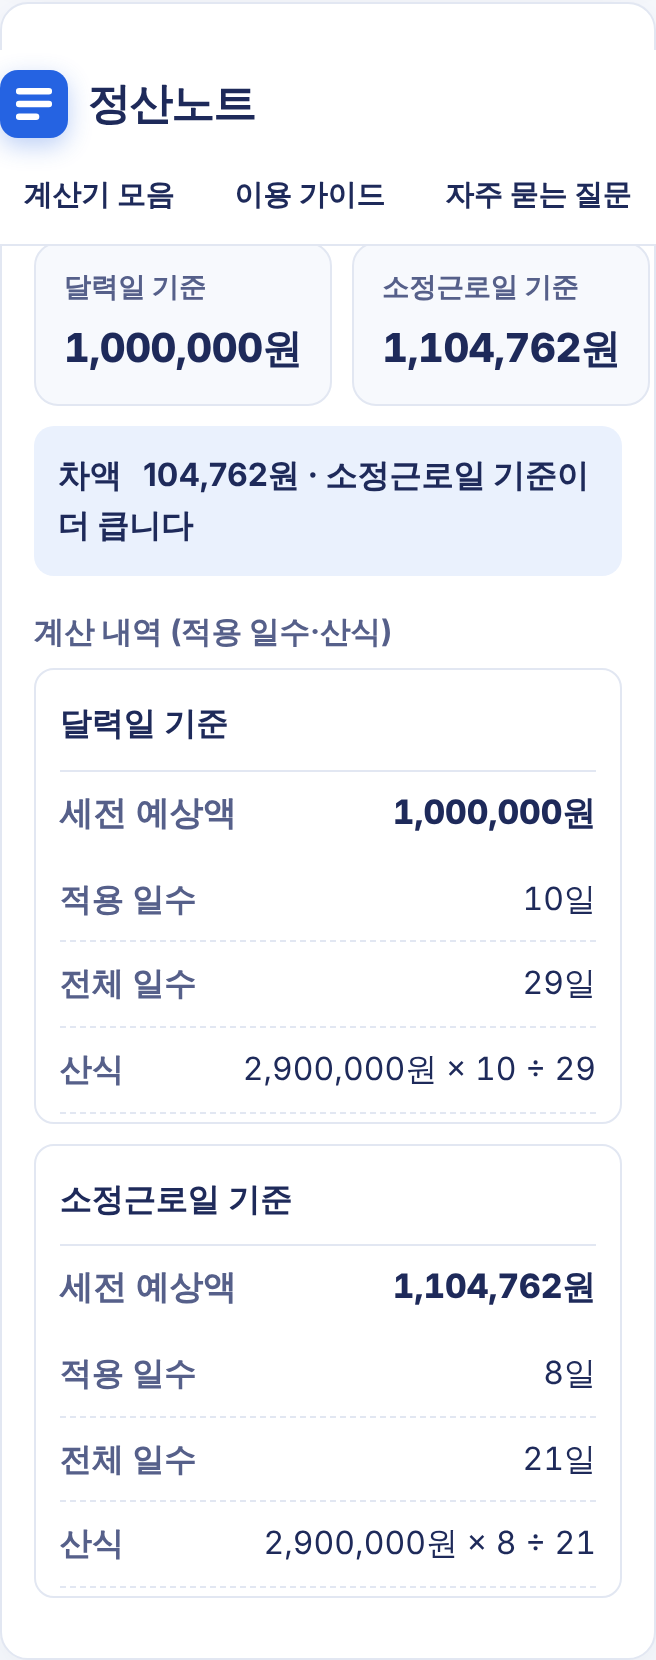 정산노트
계산기 모음 이용 가이드 자주 묻는 질문
달력일 기준 소정근로일 기준
1,000,000원 1,104,762원
차액 104,762원 · 소정근로일 기준이
더 큽니다
계산 내역 (적용 일수·산식)
달력일 기준
세전 예상액 1,000,000원
적용 일수 10일
전체 일수 29일
산식 2,900,000원 × 10 ÷ 29
소정근로일 기준
세전 예상액 1,104,762원
적용 일수 8일
전체 일수 21일
산식 2,900,000원 × 8 ÷ 21